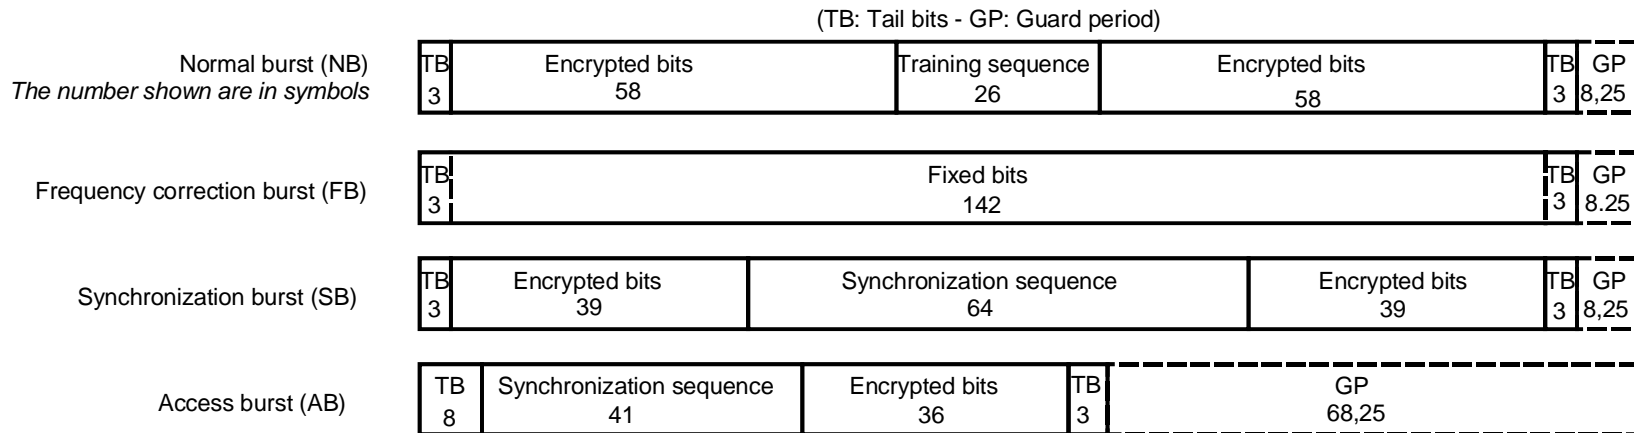 (TB: Tail bits - GP: Guard period)
Normal burst (NB)
The number shown are in symbols
TB Encrypted bits Training sequence Encrypted bits TB GP
3 58 26 58 3 8,25
Frequency correction burst (FB)
TB Fixed bits TB GP
3 142 3 8.25
Synchronization burst (SB)
TB Encrypted bits Synchronization sequence Encrypted bits TB GP
3 39 64 39 3 8,25
Access burst (AB)
TB Synchronization sequence Encrypted bits TB GP
8 41 36 3 68,25